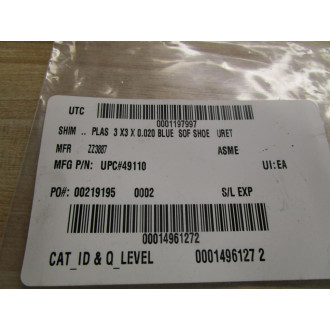 UTC
0001197997
SHIM .. PLAS 3 X3 X 0.020 BLUE SOF SHOE URET
MFR ZZ3887 ASME
MFG P/N: UPC#49110 UI:EA
PO#: 00219195 0002 S/L EXP
00014961272
CAT_ID & Q_LEVEL 0001496127 2